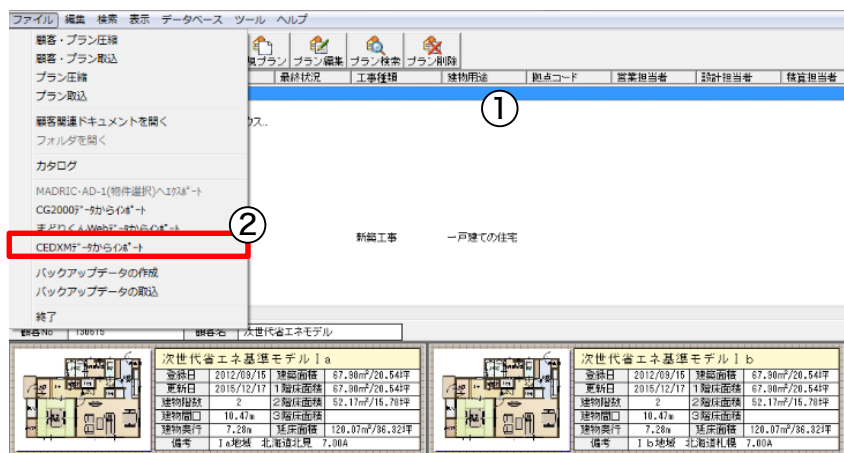 ファイル 編集 検索 表示 データベース ツール ヘルプ
顧客・プラン圧縮
顧客・プラン取込
プラン圧縮
プラン取込
顧客関連ドキュメントを開く
フォルダを開く
カタログ
MADRIC・AD-1(物件選択)へエクスポート
CG2000データからインポート
まどりくんWebデータからインポート
CEDXMデータからインポート
バックアップデータの作成
バックアップデータの取込
終了
規プラン プラン編集 プラン検索 プラン削除
最終状況 工事種類 建物用途 拠点コード 営業担当者 設計担当者 積算担当者
①
ウス...
②
新築工事 一戸建ての住宅
顧客No 130615 顧客名 次世代省エネモデル
次世代省エネ基準モデルⅠa
登録日 2012/09/15 建築面積 67.90m²/20.54坪
更新日 2015/12/17 1階床面積 67.90m²/20.54坪
建物階数 2 2階床面積 52.17m²/15.78坪
建物間口 10.47m 3階床面積
建物奥行 7.28m 延床面積 120.07m²/36.32坪
備考 Ⅰa地域 北海道北見 7.00A
次世代省エネ基準モデルⅠb
登録日 2012/09/15 建築面積 67.90m²/20.54坪
更新日 2015/12/17 1階床面積 67.90m²/20.54坪
建物階数 2 2階床面積 52.17m²/15.78坪
建物間口 10.47m 3階床面積
建物奥行 7.28m 延床面積 120.07m²/36.32坪
備考 Ⅰb地域 北海道札幌 7.00A